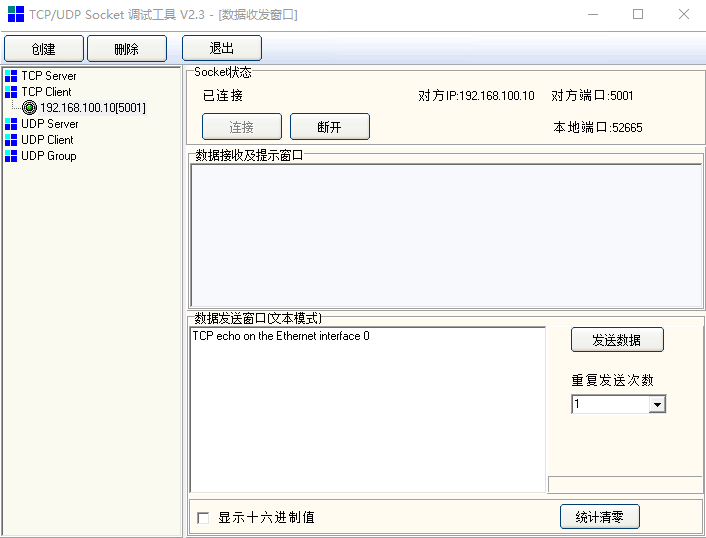 TCP/UDP Socket 调试工具 V2.3 - [数据收发窗口]
创建 删除 退出
TCP Server
TCP Client
192.168.100.10[5001]
UDP Server
UDP Client
UDP Group
Socket状态
已连接 对方IP:192.168.100.10 对方端口:5001
连接 断开 本地端口:52665
数据接收及提示窗口
数据发送窗口(文本模式)
TCP echo on the Ethernet interface 0
发送数据
重复发送次数
1
显示十六进制值 统计清零